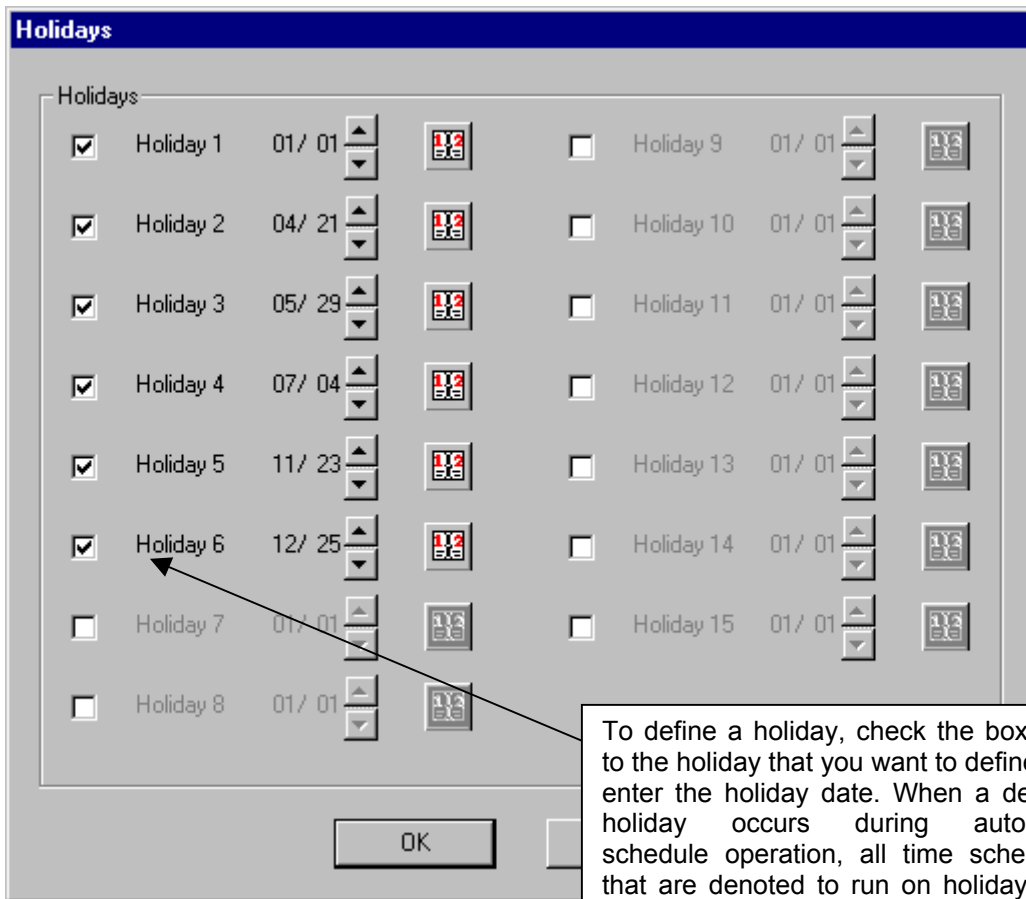 Holidays
Holidays
Holiday 1 01/ 01
Holiday 2 04/ 21
Holiday 3 05/ 29
Holiday 4 07/ 04
Holiday 5 11/ 23
Holiday 6 12/ 25
Holiday 7 01/ 01
Holiday 8 01/ 01
Holiday 9 01/ 01
Holiday 10 01/ 01
Holiday 11 01/ 01
Holiday 12 01/ 01
Holiday 13 01/ 01
Holiday 14 01/ 01
Holiday 15 01/ 01
To define a holiday, check the box
to the holiday that you want to define
enter the holiday date. When a de
holiday occurs during auto
schedule operation, all time sche
that are denoted to run on holiday
OK